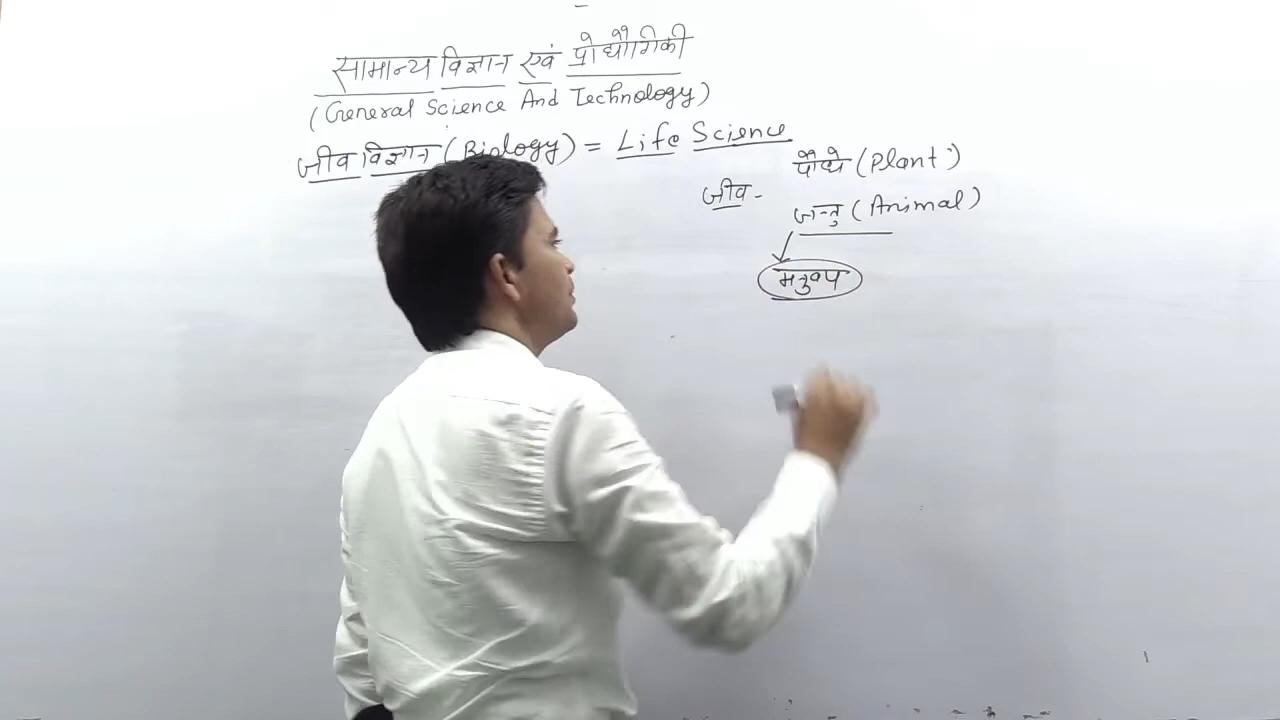 सामान्य विज्ञान एवं प्रोद्यौगिकी
(General Science And Technology)
जीव विज्ञान (Biology) = Life Science
पौधे (Plant)
जीव -
जन्तु (Animal)
मनुष्य